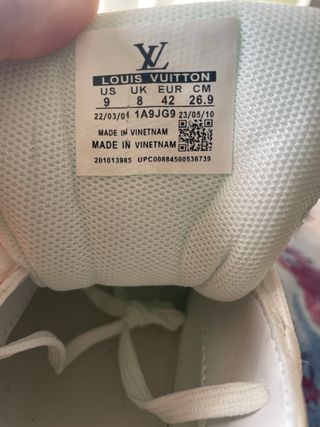 LV
LOUIS VUITTON
US UK EUR CM
9 8 42 26.9
22/03/01 1A9JG9 23/05/10
MADE IN VINETNAM
MADE IN VINETNAM
201013985 UPC00884500536739